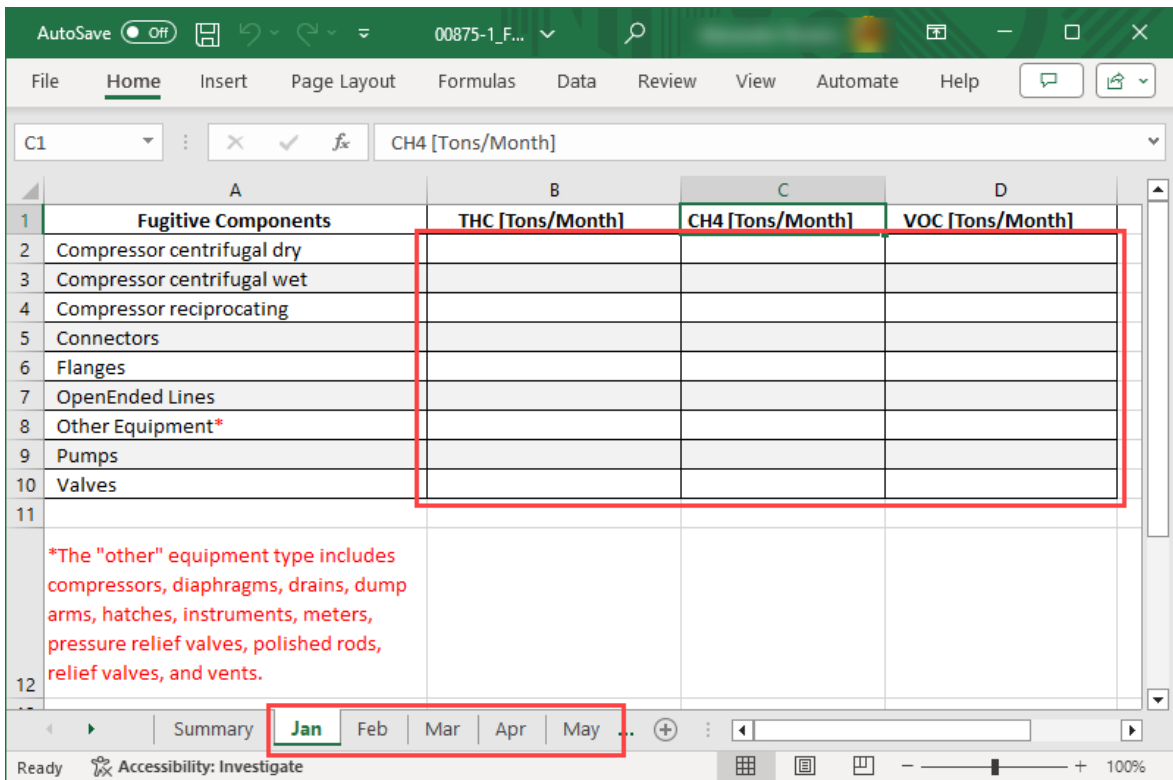 AutoSave Off 00875-1_F...
File Home Insert Page Layout Formulas Data Review View Automate Help
C1 fx CH4 [Tons/Month]
A B C D
1 Fugitive Components THC [Tons/Month] CH4 [Tons/Month] VOC [Tons/Month]
2 Compressor centrifugal dry
3 Compressor centrifugal wet
4 Compressor reciprocating
5 Connectors
6 Flanges
7 OpenEnded Lines
8 Other Equipment*
9 Pumps
10 Valves
11
*The "other" equipment type includes
compressors, diaphragms, drains, dump
arms, hatches, instruments, meters,
pressure relief valves, polished rods,
12 relief valves, and vents.
Summary Jan Feb Mar Apr May ...
Ready Accessibility: Investigate 100%